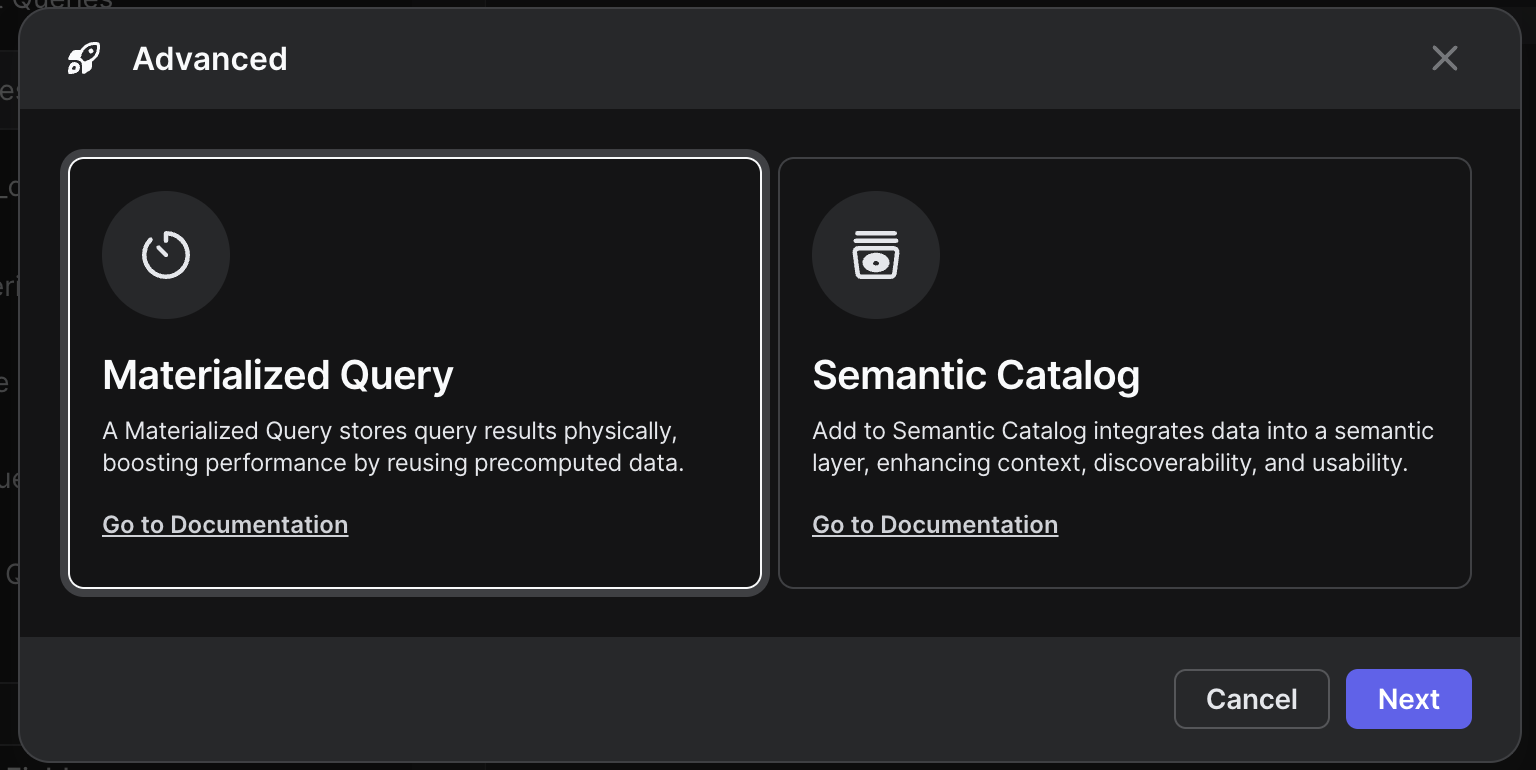 Queries
Advanced
Materialized Query
A Materialized Query stores query results physically,
boosting performance by reusing precomputed data.
Go to Documentation
Semantic Catalog
Add to Semantic Catalog integrates data into a semantic
layer, enhancing context, discoverability, and usability.
Go to Documentation
Cancel
Next